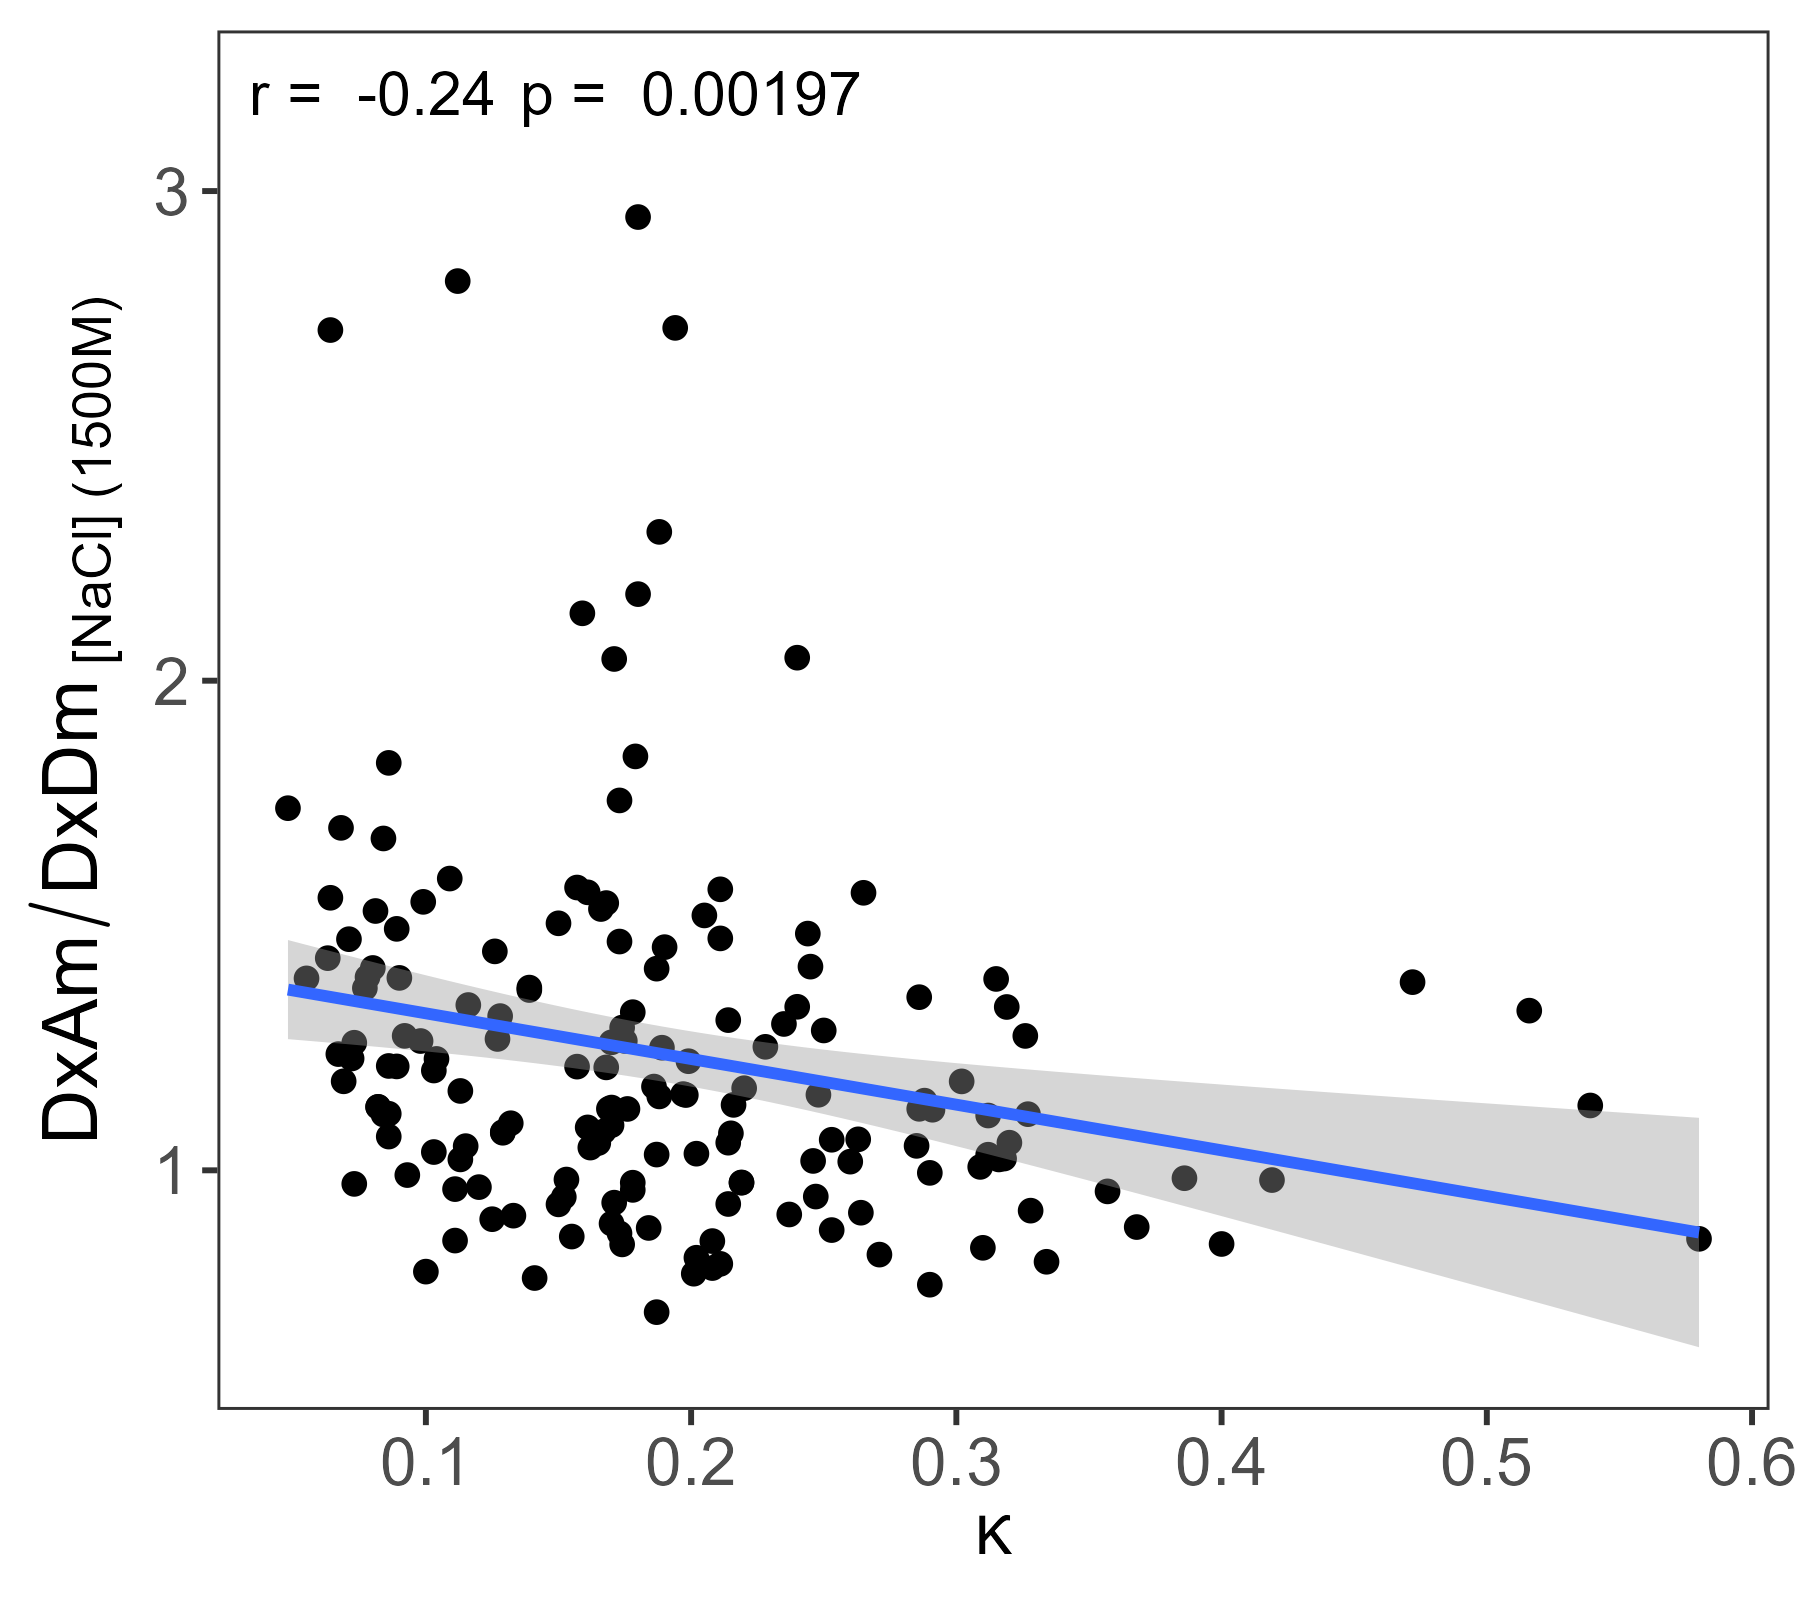 r = -0.24 p = 0.00197
DxAm / DxDm [NaCl] (1500M)
3
2
1
0.1 0.2 0.3 0.4 0.5 0.6
κ